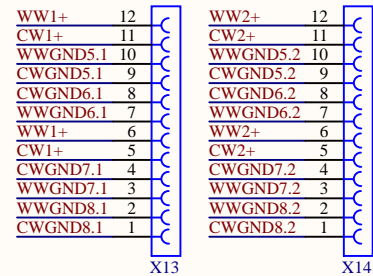 WW1+ 12
CW1+ 11
WWGND5.1 10
CWGND5.1 9
CWGND6.1 8
WWGND6.1 7
WW1+ 6
CW1+ 5
CWGND7.1 4
WWGND7.1 3
WWGND8.1 2
CWGND8.1 1
X13
WW2+ 12
CW2+ 11
WWGND5.2 10
CWGND5.2 9
CWGND6.2 8
WWGND6.2 7
WW2+ 6
CW2+ 5
CWGND7.2 4
WWGND7.2 3
WWGND8.2 2
CWGND8.2 1
X14